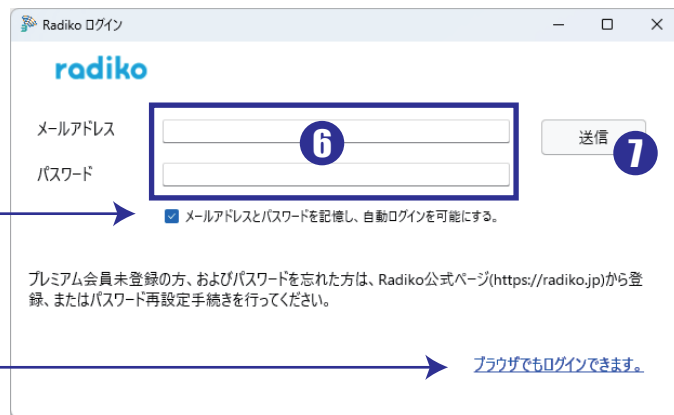 Radiko ログイン
radiko
メールアドレス
6
送信
7
パスワード
メールアドレスとパスワードを記憶し、自動ログインを可能にする。
プレミアム会員未登録の方、およびパスワードを忘れた方は、Radiko公式ページ(https://radiko.jp)から登
録、またはパスワード再設定手続きを行ってください。
ブラウザでもログインできます。